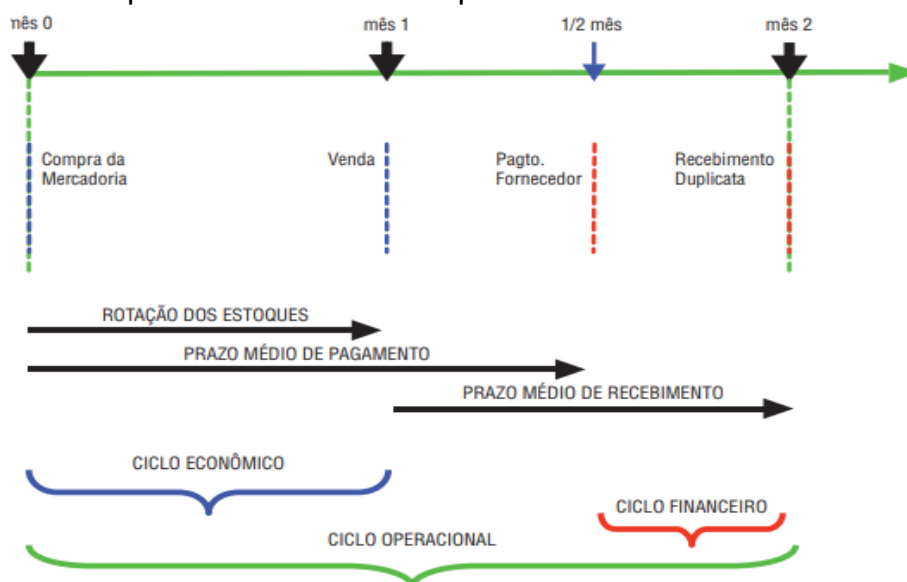 mês 0
mês 1
1/2 mês
mês 2
Compra da
Mercadoria
Venda
Pagto.
Fornecedor
Recebimento
Duplicata
ROTAÇÃO DOS ESTOQUES
PRAZO MÉDIO DE PAGAMENTO
PRAZO MÉDIO DE RECEBIMENTO
CICLO ECONÔMICO
CICLO FINANCEIRO
CICLO OPERACIONAL